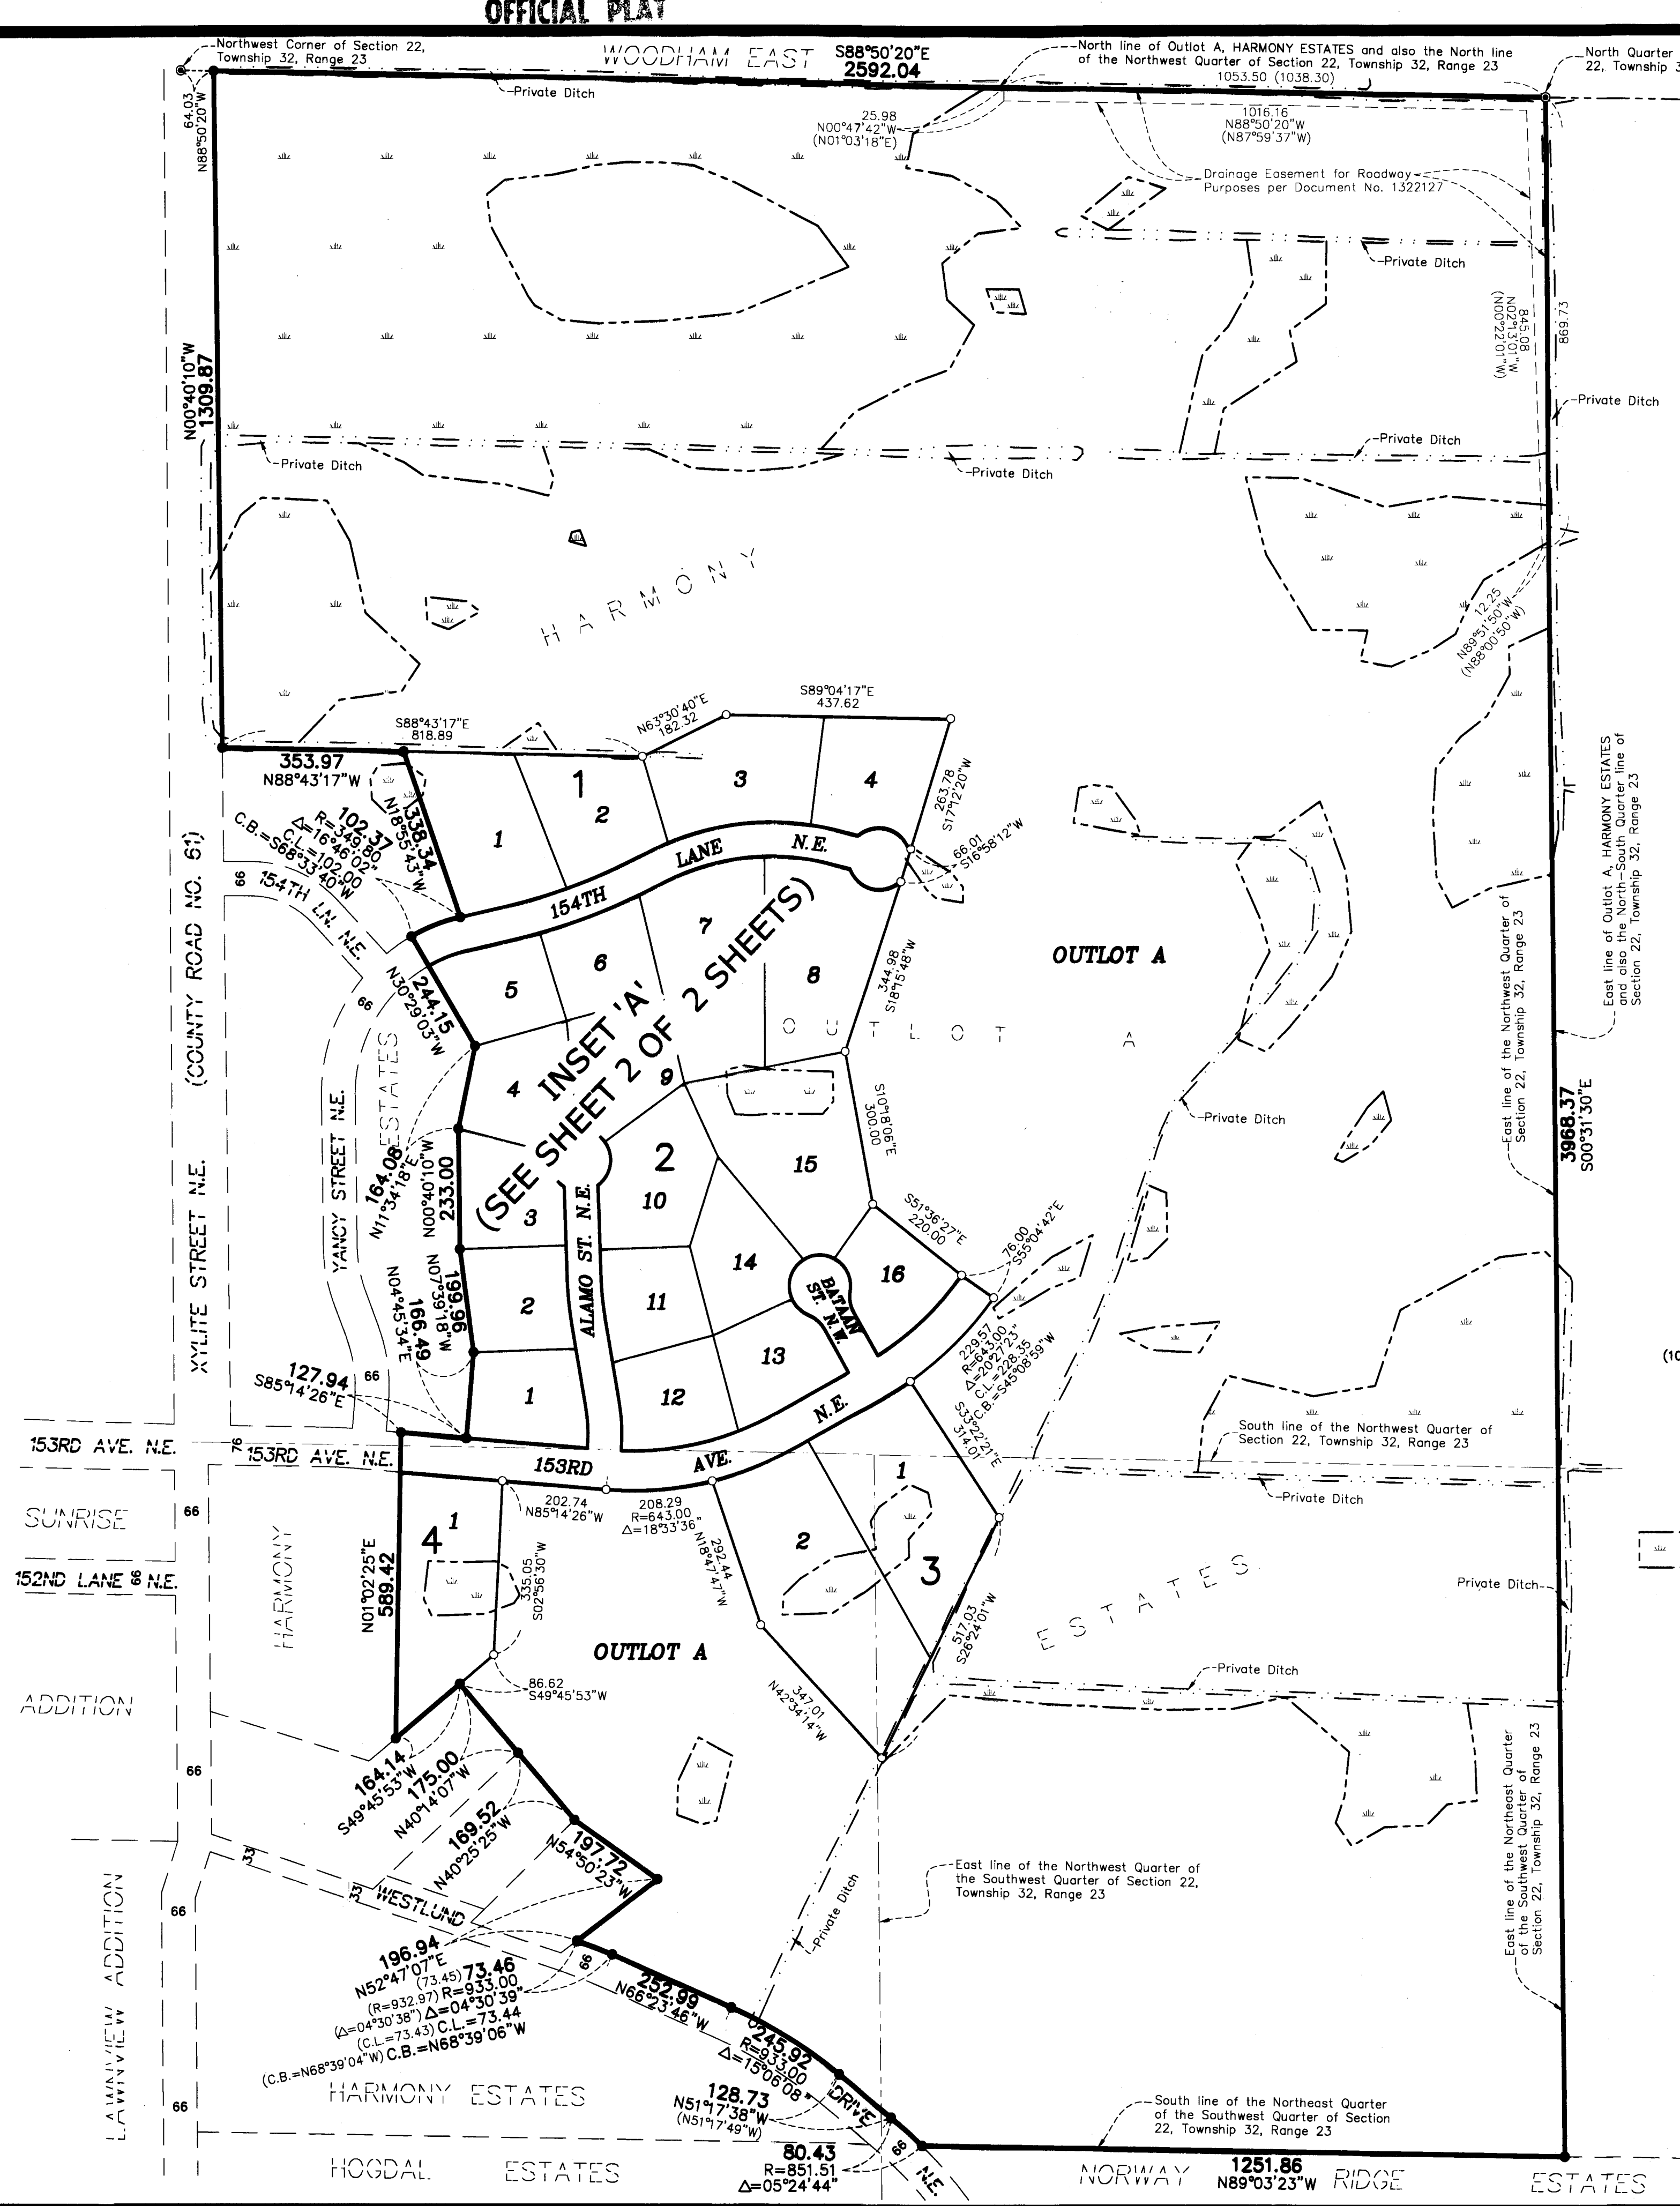 OFFICIAL PLAT
Northwest Corner of Section 22,
Township 32, Range 23
WOODHAM EAST
S88°50'20"E
2592.04
North line of Outlot A, HARMONY ESTATES and also the North line
of the Northwest Quarter of Section 22, Township 32, Range 23
1053.50 (1038.30)
North Quarter
22, Township 3
64.03
N88°50'20"W
Private Ditch
25.98
N00°47'42"W
(N01°03'18"E)
1016.16
N88°50'20"W
(N87°59'37"W)
Drainage Easement for Roadway
Purposes per Document No. 1322127
Private Ditch
845.08
N02°13'01"W
(N00°22'01"W)
869.73
N00°40'10"W
1309.87
Private Ditch
Private Ditch
Private Ditch
Private Ditch
HARMONY
12.25
N89°51'50"W
(N88°00'50"W)
S88°43'17"E
818.89
N63°30'40"E
182.32
S89°04'17"E
437.62
353.97
N88°43'17"W
1
2
3
4
1
263.78
S17°12'20"W
338.34
N18°55'43"W
102.37
R=349.80
Δ=16°46'02"
C.L.=102.00
C.B.=S68°33'40"W
66.01
S16°58'12"W
154TH LANE N.E.
66
154TH LN. N.E.
XYLITE STREET N.E. (COUNTY ROAD NO. 61)
East line of Outlot A, HARMONY ESTATES
and also the North-South Quarter line of
Section 22, Township 32, Range 23
East line of the Northwest Quarter of
Section 22, Township 32, Range 23
OUTLOT A
5
6
7
8
344.98
S18°15'48"W
244.15
N30°29'03"W
66
INSET 'A'
(SEE SHEET 2 OF 2 SHEETS)
OUTLOT A
ESTATES
YANCY STREET N.E.
4
9
S10°18'06"E
300.00
Private Ditch
3968.37
S00°31'30"E
164.08
N11°34'18"E
233.00
N00°40'10"W
2
10
15
3
ALAMO ST. N.E.
S51°36'27"E
220.00
76.00
S55°04'42"E
14
16
199.96
N07°39'18"W
166.49
N04°45'34"E
2
11
BATAAN
ST. N.W.
13
229.57
R=643.00
Δ=20°27'23"
C.L.=228.35
C.B.=S45°08'59"W
127.94
S85°14'26"E
66
1
12
N.E.
S33°22'21"E
314.01
(10
South line of the Northwest Quarter of
Section 22, Township 32, Range 23
153RD AVE. N.E.
76
153RD AVE. N.E.
153RD
AVE.
1
Private Ditch
202.74
N85°14'26"W
208.29
R=643.00
Δ=18°33'36"
SUNRISE
66
HARMONY
4
1
2
3
292.44
N18°47'47"W
N01°02'25"E
589.42
335.05
S02°56'30"W
152ND LANE 66 N.E.
Private Ditch
ESTATES
517.03
S26°24'01"W
OUTLOT A
86.62
S49°45'53"W
Private Ditch
ADDITION
347.01
N42°34'14"W
164.14
S49°45'53"W
175.00
N40°14'07"W
66
169.52
N40°25'25"W
197.72
N54°50'23"W
East line of the Northeast Quarter
of the Southwest Quarter of
Section 22, Township 32, Range 23
33
33
WESTLUND
East line of the Northwest Quarter of
the Southwest Quarter of Section 22,
Township 32, Range 23
Private Ditch
LAWNVIEW ADDITION
66
196.94
N52°47'07"E
(73.45) 73.46
(R=932.97) R=933.00
(Δ=04°30'38") Δ=04°30'39"
(C.L.=73.43) C.L.=73.44
(C.B.=N68°39'04"W) C.B.=N68°39'06"W
66
252.99
N66°23'46"W
245.92
R=933.00
Δ=15°06'08"
HARMONY ESTATES
66
128.73
N51°17'38"W
(N51°17'49"W)
DRIVE
South line of the Northeast Quarter
of the Southwest Quarter of Section
22, Township 32, Range 23
80.43
R=851.51
Δ=05°24'44"
66
N.E.
HOGDAL ESTATES
NORWAY RIDGE ESTATES
1251.86
N89°03'23"W